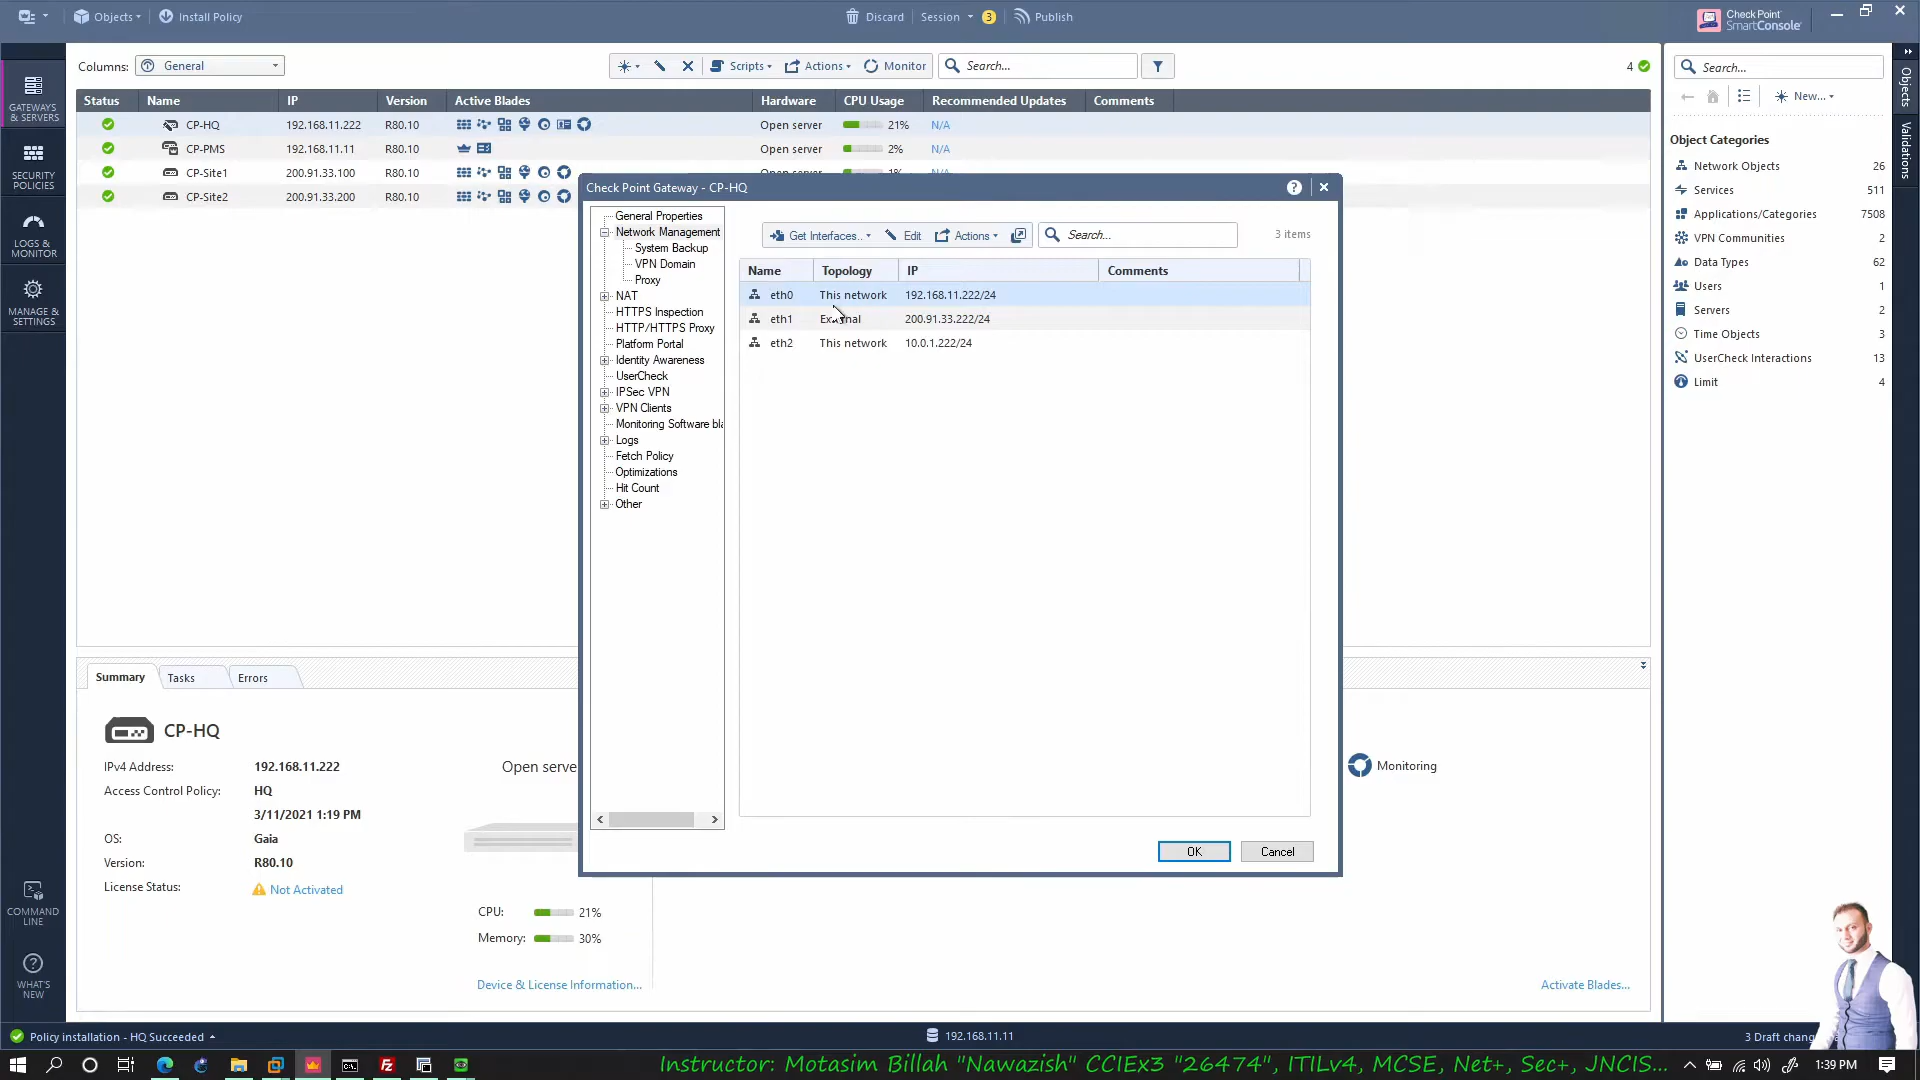 Objects
Install Policy
Discard
Session
3
Publish
Check Point
SmartConsole
Columns:
General
Scripts
Actions
Monitor
Search...
4
Status
Name
IP
Version
Active Blades
Hardware
CPU Usage
Recommended Updates
Comments
CP-HQ
192.168.11.222
R80.10
Open server
21%
N/A
CP-PMS
192.168.11.11
R80.10
Open server
2%
N/A
CP-Site1
200.91.33.100
R80.10
CP-Site2
200.91.33.200
R80.10
GATEWAYS
& SERVERS
SECURITY
POLICIES
LOGS &
MONITOR
MANAGE &
SETTINGS
COMMAND
LINE
WHAT'S
NEW
Check Point Gateway - CP-HQ
General Properties
Network Management
System Backup
VPN Domain
Proxy
NAT
HTTPS Inspection
HTTP/HTTPS Proxy
Platform Portal
Identity Awareness
UserCheck
IPSec VPN
VPN Clients
Monitoring Software bla
Logs
Fetch Policy
Optimizations
Hit Count
Other
Get Interfaces..
Edit
Actions
Search...
3 items
Name
Topology
IP
Comments
eth0
This network
192.168.11.222/24
eth1
External
200.91.33.222/24
eth2
This network
10.0.1.222/24
OK
Cancel
Search...
New...
Object Categories
Network Objects
26
Services
511
Applications/Categories
7508
VPN Communities
2
Data Types
62
Users
1
Servers
2
Time Objects
3
UserCheck Interactions
13
Limit
4
Objects
Validations
Summary
Tasks
Errors
CP-HQ
IPv4 Address:
192.168.11.222
Access Control Policy:
HQ
3/11/2021 1:19 PM
OS:
Gaia
Version:
R80.10
License Status:
Not Activated
Open serve
CPU:
21%
Memory:
30%
Device & License Information...
Monitoring
Activate Blades...
Policy installation - HQ Succeeded
192.168.11.11
3 Draft chang
Instructor: Motasim Billah "Nawazish" CCIEx3 "26474", ITILv4, MCSE, Net+, Sec+, JNCIS...
1:39 PM